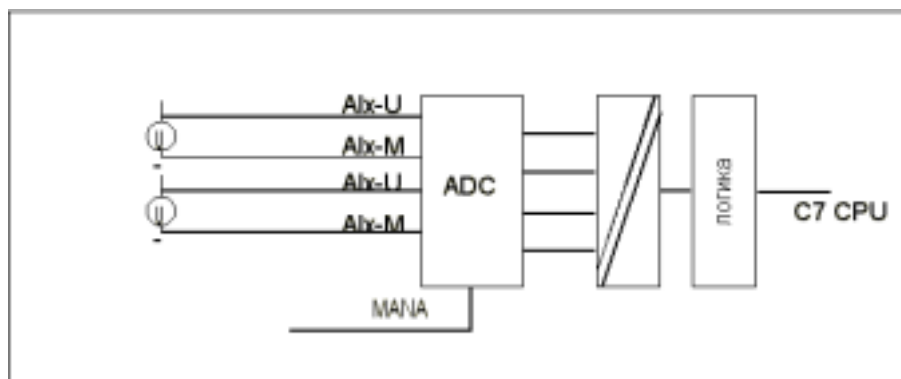 AIx-U
AIx-M
AIx-U
AIx-M
ADC
логика
C7 CPU
MANA
U
-
U
-